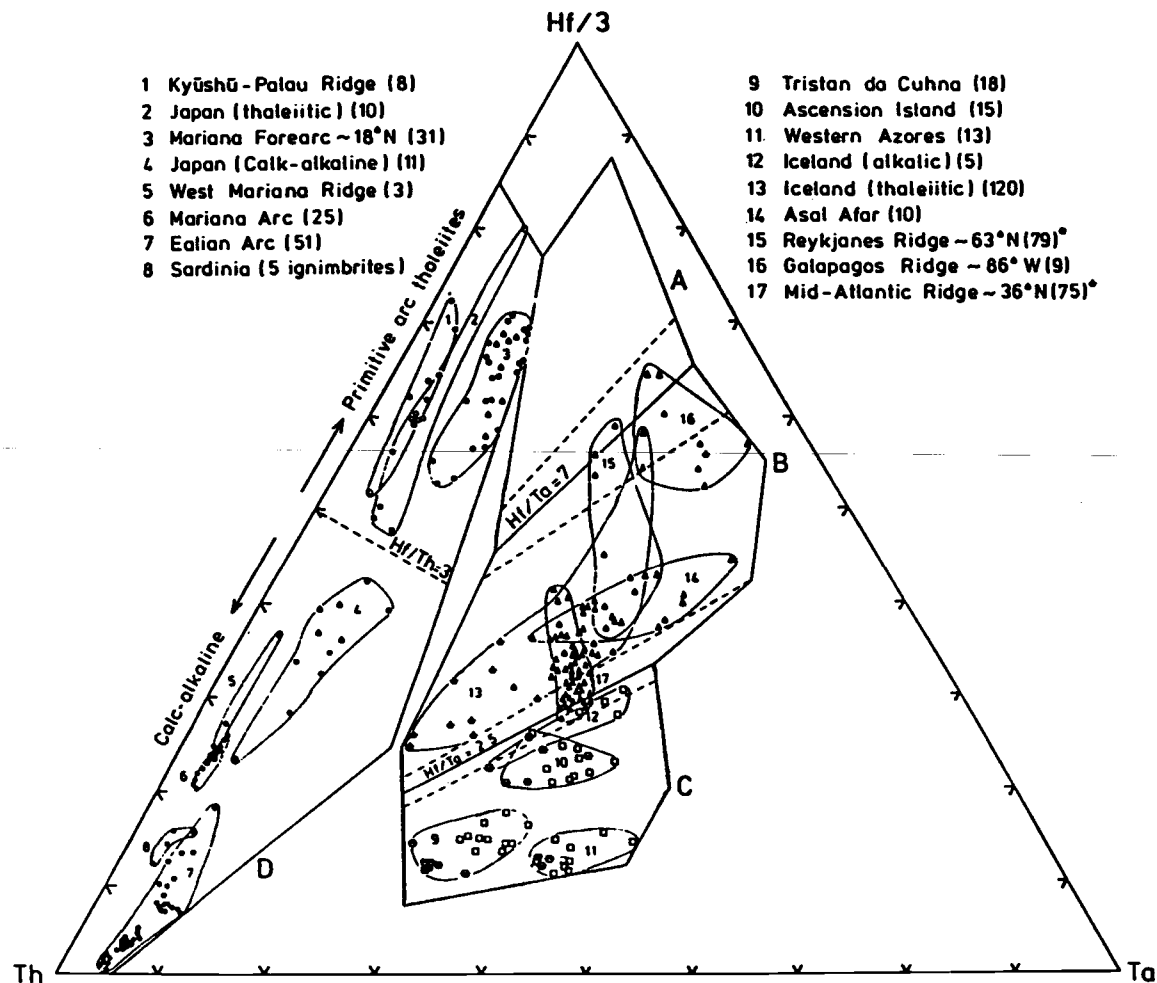 Hf/3
1 Kyūshū-Palau Ridge (8)
2 Japan (thaleiitic) (10)
3 Mariana Forearc ~18°N (31)
4 Japan (Calk-alkaline) (11)
5 West Mariana Ridge (3)
6 Mariana Arc (25)
7 Ealian Arc (51)
8 Sardinia (5 ignimbrites)
9 Tristan da Cuhna (18)
10 Ascension Island (15)
11 Western Azores (13)
12 Iceland (alkalic) (5)
13 Iceland (thaleiitic) (120)
14 Asal Afar (10)
15 Reykjanes Ridge ~63°N (79)*
16 Galapagos Ridge ~86°W (9)
17 Mid-Atlantic Ridge ~36°N (75)*
Primitive arc thaleiites
Calc-alkaline
A
B
C
D
Hf/Ta=7
Hf/Th=3
Hf/Ta=2.5
1
2
3
4
5
6
7
8
9
10
11
12
13
14
15
16
17
Th
Ta